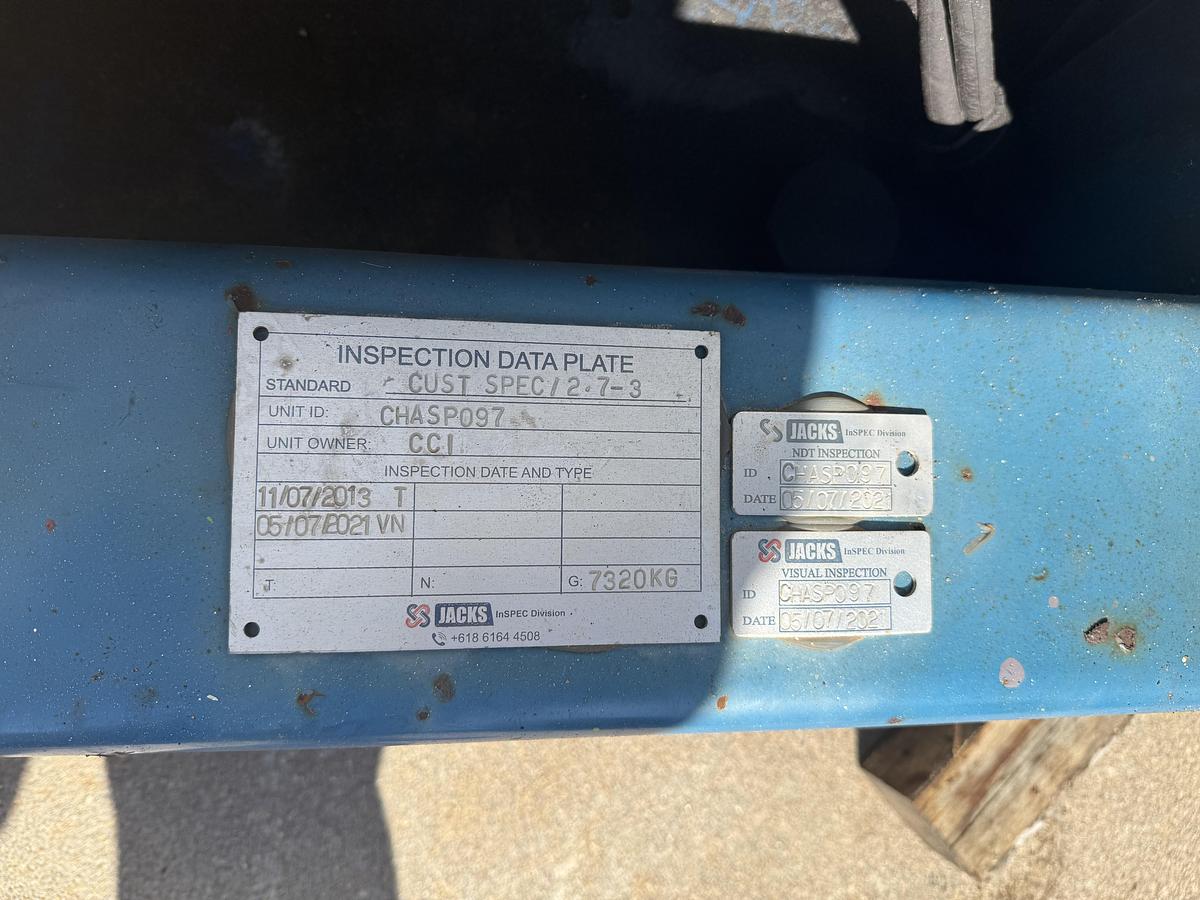 INSPECTION DATA PLATE
STANDARD CUST SPEC/2.7-3
UNIT ID: CHASP097
UNIT OWNER: CCI
INSPECTION DATE AND TYPE
11/07/2013 T
05/07/2021 VN
T: N: G: 7320KG
JACKS InSPEC Division
+618 6164 4508
JACKS InSPEC Division
NDT INSPECTION
ID CHASP097
DATE 05/07/2021
JACKS InSPEC Division
VISUAL INSPECTION
ID CHASP097
DATE 05/07/2021